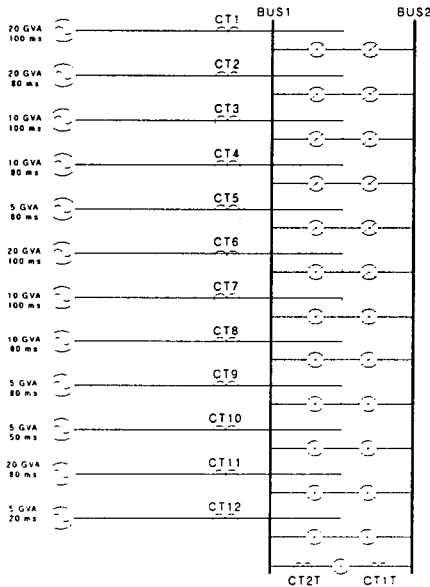 BUS1 BUS2
CT1
20 GVA
100 ms
CT2
20 GVA
80 ms
CT3
10 GVA
100 ms
CT4
10 GVA
80 ms
CT5
5 GVA
80 ms
CT6
20 GVA
100 ms
CT7
10 GVA
100 ms
CT8
10 GVA
80 ms
CT9
5 GVA
80 ms
CT10
5 GVA
50 ms
CT11
20 GVA
80 ms
CT12
5 GVA
20 ms
CT2T CT1T